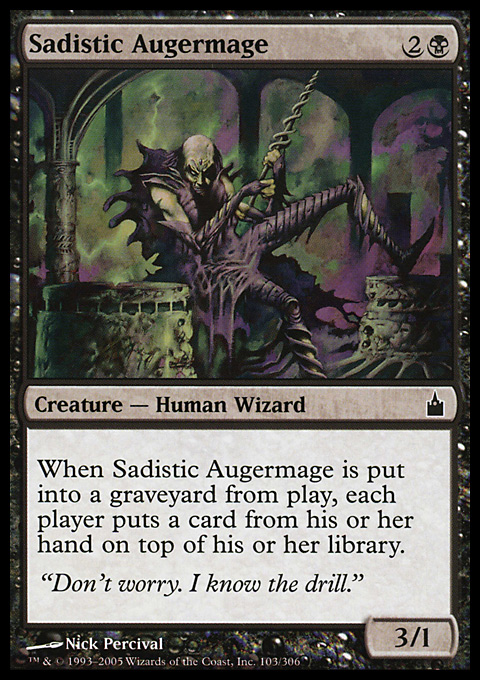 Sadistic Augermage 2
Creature — Human Wizard
When Sadistic Augermage is put
into a graveyard from play, each
player puts a card from his or her
hand on top of his or her library.
“Don’t worry. I know the drill.”
Nick Percival
3/1
™ & © 1993–2005 Wizards of the Coast, Inc. 103/306